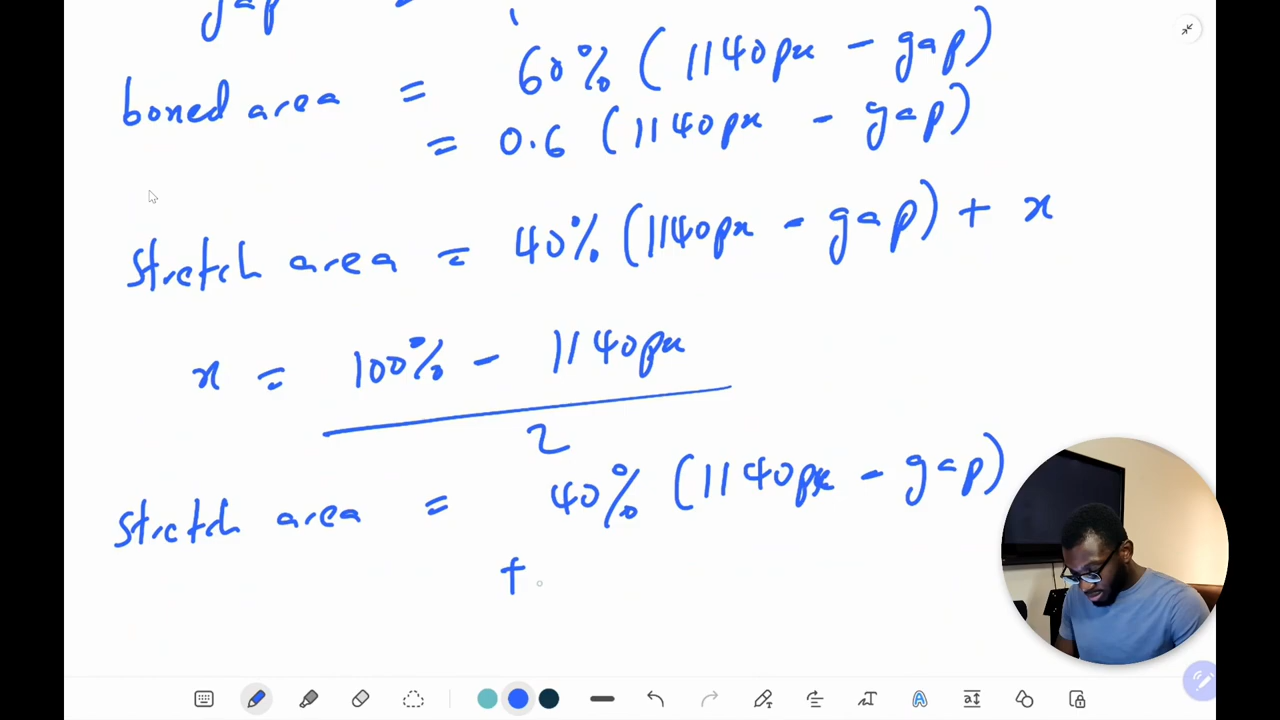 gap =
boxed area = 60% (1140px - gap)
= 0.6 (1140px - gap)
stretch area = 40% (1140px - gap) + x
x = 100% - 1140px
2
stretch area = 40% (1140px - gap)
+